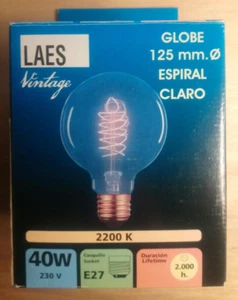 LAES
Vintage
GLOBE
125 mm.Ø
ESPIRAL
CLARO
2200 K
40W
230 V
Casquillo
Socket
E27
Duración
Lifetime
2.000
h.